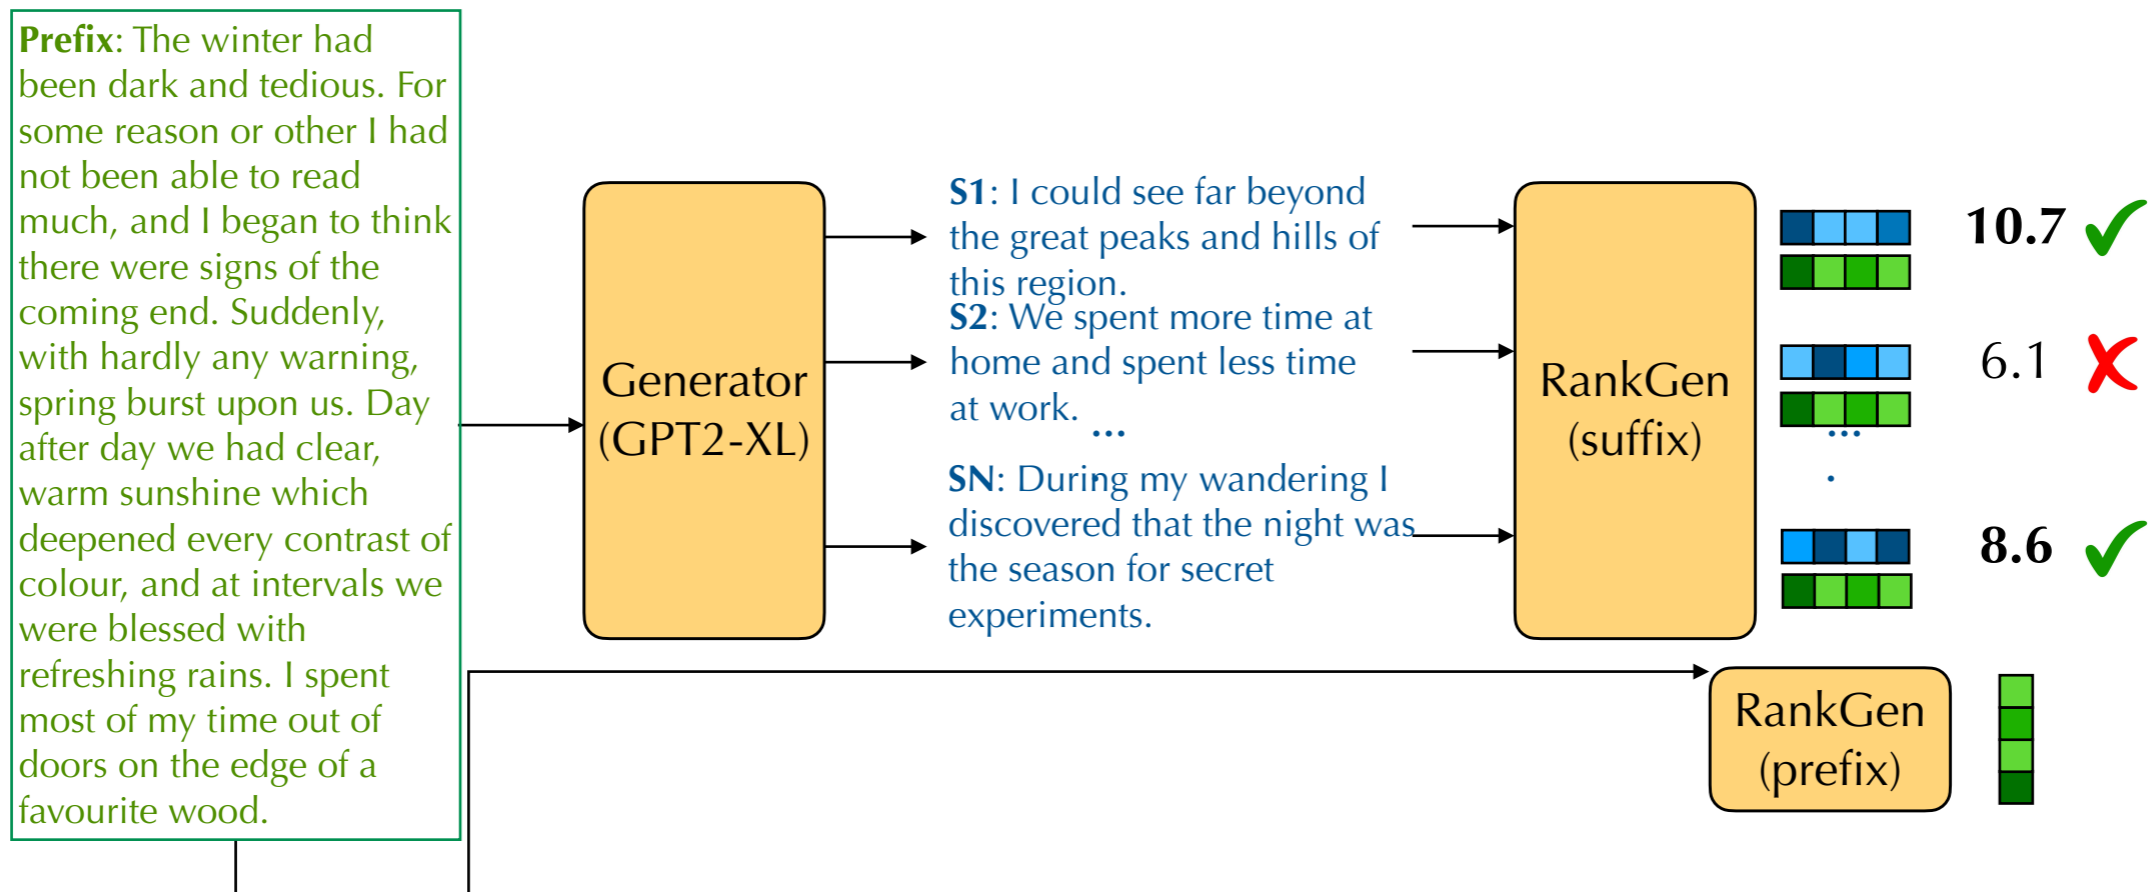 Prefix: The winter had
been dark and tedious. For
some reason or other I had
not been able to read
much, and I began to think
there were signs of the
coming end. Suddenly,
with hardly any warning,
spring burst upon us. Day
after day we had clear,
warm sunshine which
deepened every contrast of
colour, and at intervals we
were blessed with
refreshing rains. I spent
most of my time out of
doors on the edge of a
favourite wood.
Generator
(GPT2-XL)
S1: I could see far beyond
the great peaks and hills of
this region.
S2: We spent more time at
home and spent less time
at work.
...
.
SN: During my wandering I
discovered that the night was
the season for secret
experiments.
RankGen
(suffix)
10.7
6.1
...
.
8.6
RankGen
(prefix)